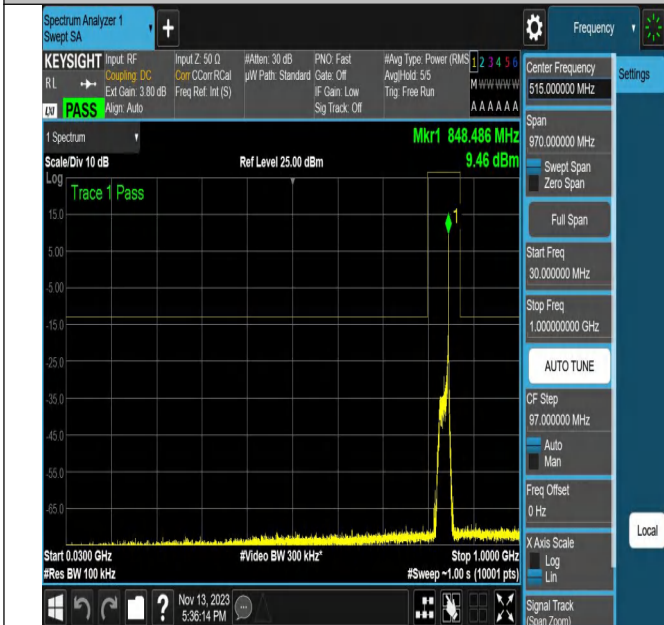 Spectrum Analyzer 1
Swept SA
Frequency
KEYSIGHT
RL
LXI
PASS
Input: RF
Coupling: DC
Ext Gain: 3.80 dB
Align: Auto
Input Z: 50 Ω
Corr CCorr RCal
Freq Ref: Int (S)
#Atten: 30 dB
µW Path: Standard
PNO: Fast
Gate: Off
IF Gain: Low
Sig Track: Off
#Avg Type: Power (RMS
Avg|Hold: 5/5
Trig: Free Run
1 2 3 4 5 6
M W W W W W
A A A A A A
1 Spectrum
Scale/Div 10 dB
Log
Ref Level 25.00 dBm
Mkr1 848.486 MHz
9.46 dBm
Trace 1 Pass
1
15.0
5.00
-5.00
-15.0
-25.0
-35.0
-45.0
-55.0
-65.0
Start 0.0300 GHz
#Res BW 100 kHz
#Video BW 300 kHz*
Stop 1.0000 GHz
#Sweep ~1.00 s (10001 pts)
Nov 13, 2023
5:36:14 PM
Center Frequency
515.000000 MHz
Settings
Span
970.000000 MHz
Swept Span
Zero Span
Full Span
Start Freq
30.000000 MHz
Stop Freq
1.000000000 GHz
AUTO TUNE
CF Step
97.000000 MHz
Auto
Man
Freq Offset
0 Hz
X Axis Scale
Log
Lin
Local
Signal Track
(Span Zoom)